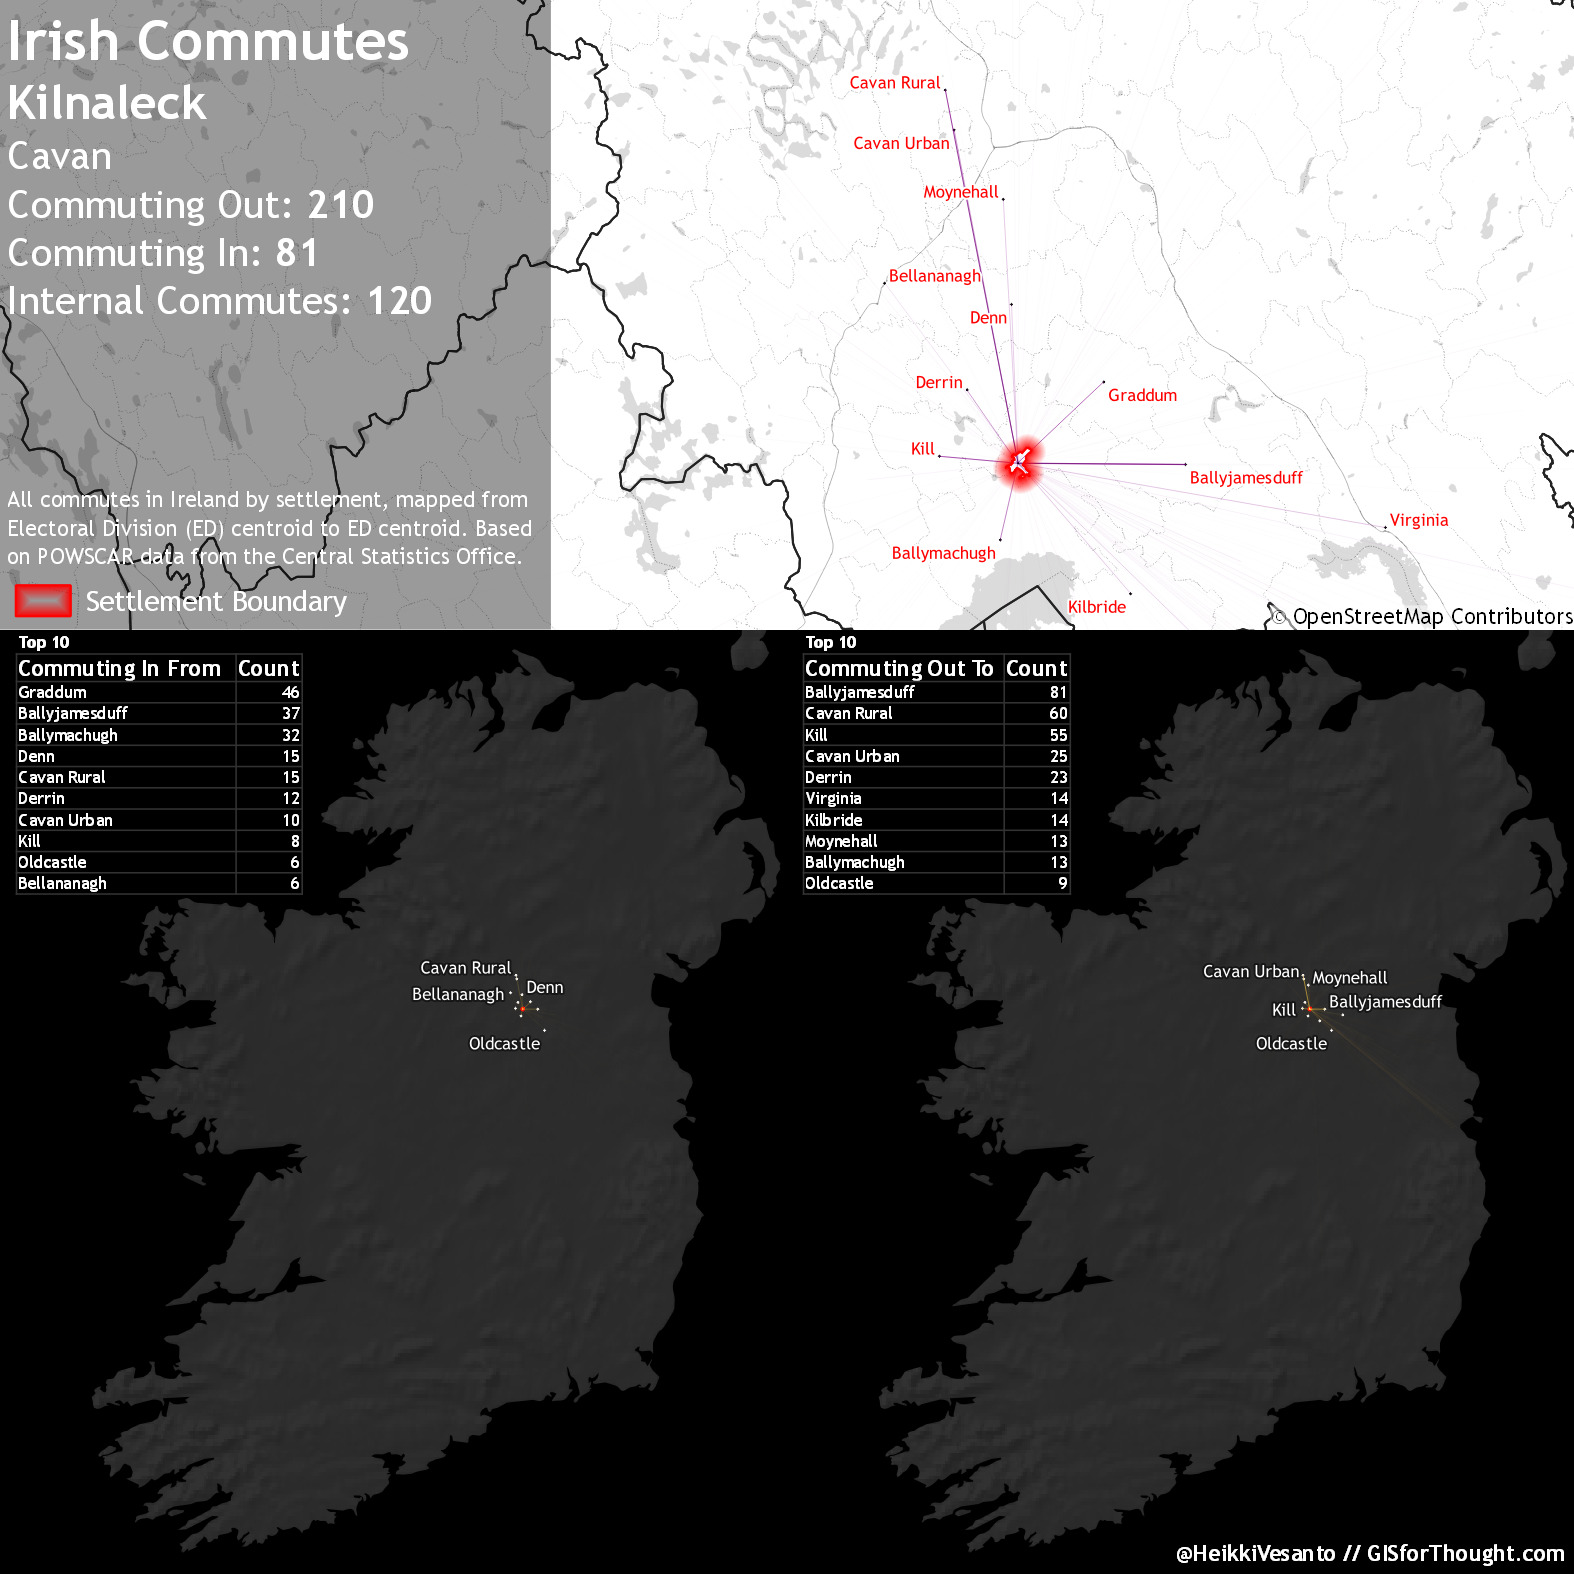 Irish Commutes
Kilnaleck
Cavan
Commuting Out: 210
Commuting In: 81
Internal Commutes: 120
All commutes in Ireland by settlement, mapped from
Electoral Division (ED) centroid to ED centroid. Based
on POWSCAR data from the Central Statistics Office.
Settlement Boundary
Cavan Rural
Cavan Urban
Moynehall
Bellananagh
Denn
Derrin
Graddum
Kill
Ballyjamesduff
Virginia
Ballymachugh
Kilbride
© OpenStreetMap Contributors
Top 10
Commuting In From Count
Graddum 46
Ballyjamesduff 37
Ballymachugh 32
Denn 15
Cavan Rural 15
Derrin 12
Cavan Urban 10
Kill 8
Oldcastle 6
Bellananagh 6
Cavan Rural
Denn
Bellananagh
Oldcastle
Top 10
Commuting Out To Count
Ballyjamesduff 81
Cavan Rural 60
Kill 55
Cavan Urban 25
Derrin 23
Virginia 14
Kilbride 14
Moynehall 13
Ballymachugh 13
Oldcastle 9
Cavan Urban
Moynehall
Ballyjamesduff
Kill
Oldcastle
@HeikkiVesanto // GISforThought.com